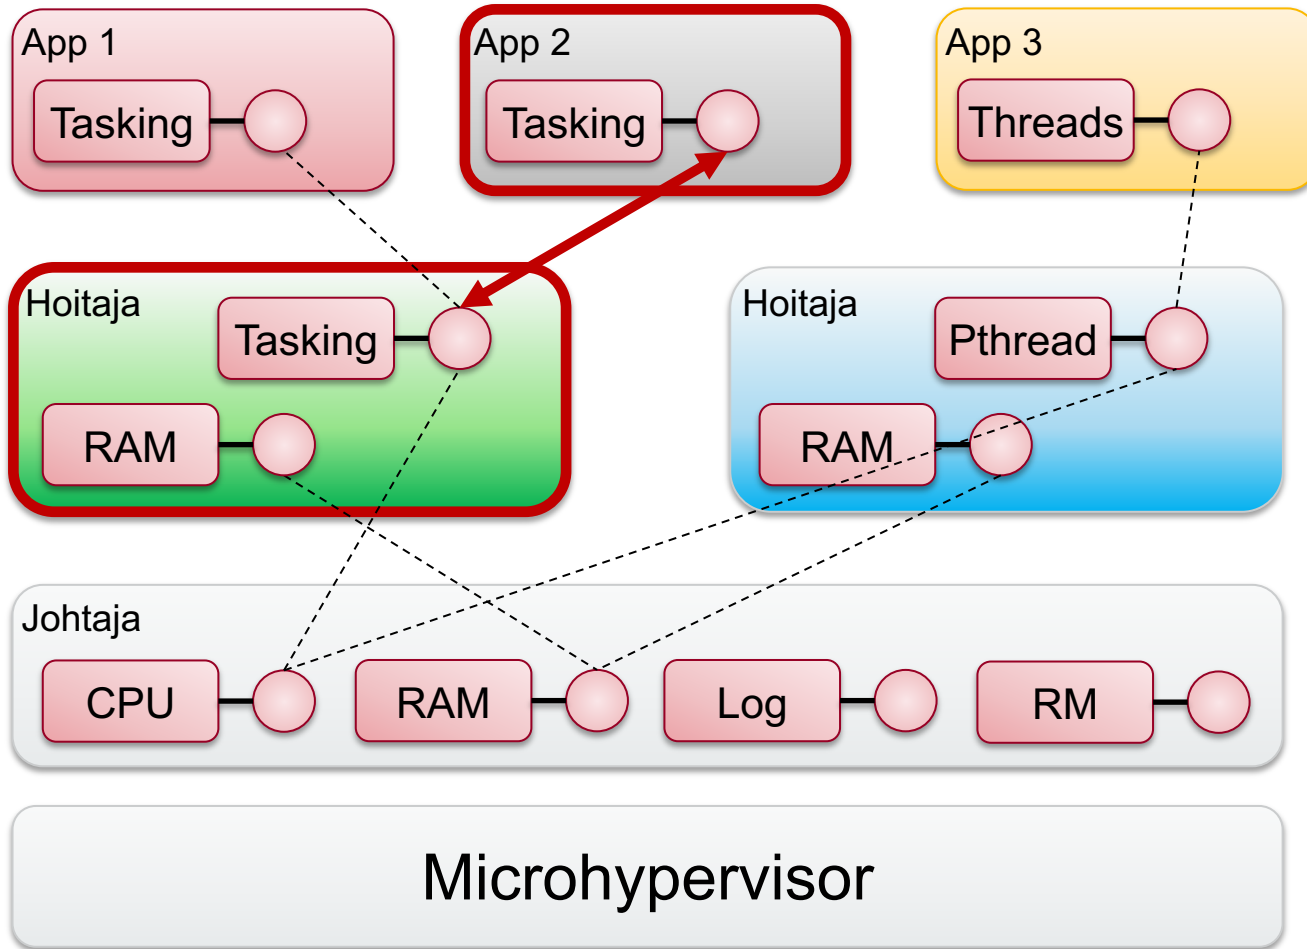 App 1
Tasking
App 2
Tasking
App 3
Threads
Hoitaja
Tasking
RAM
Hoitaja
Pthread
RAM
Johtaja
CPU
RAM
Log
RM
Microhypervisor